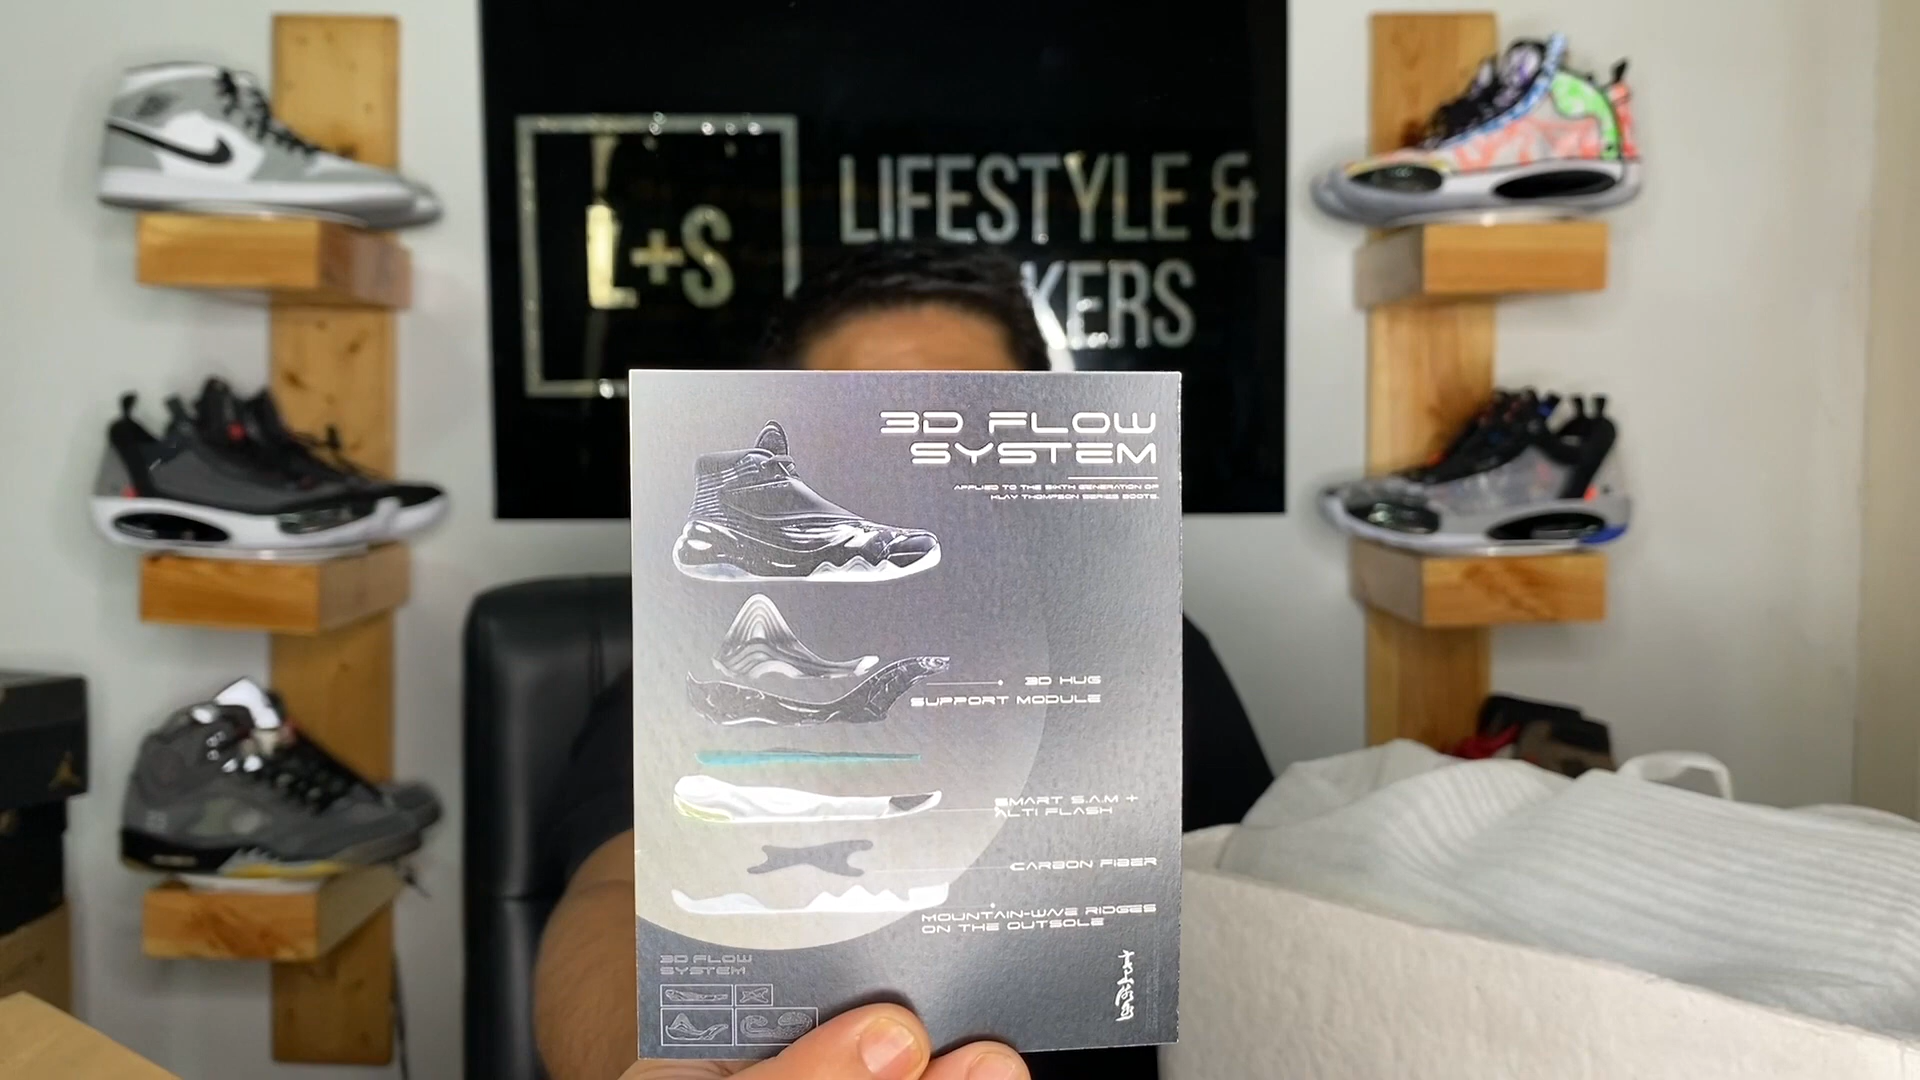 L+S
LIFESTYLE &
KERS
3D FLOW
SYSTEM
APPLIED TO THE SIXTH GENERATION OF
KLAY THOMPSON SERIES BOOTS.
3D HUG
SUPPORT MODULE
SMART S.A.M +
ALTI FLASH
CARBON FIBER
MOUNTAIN-WAVE RIDGES
ON THE OUTSOLE
3D FLOW
SYSTEM